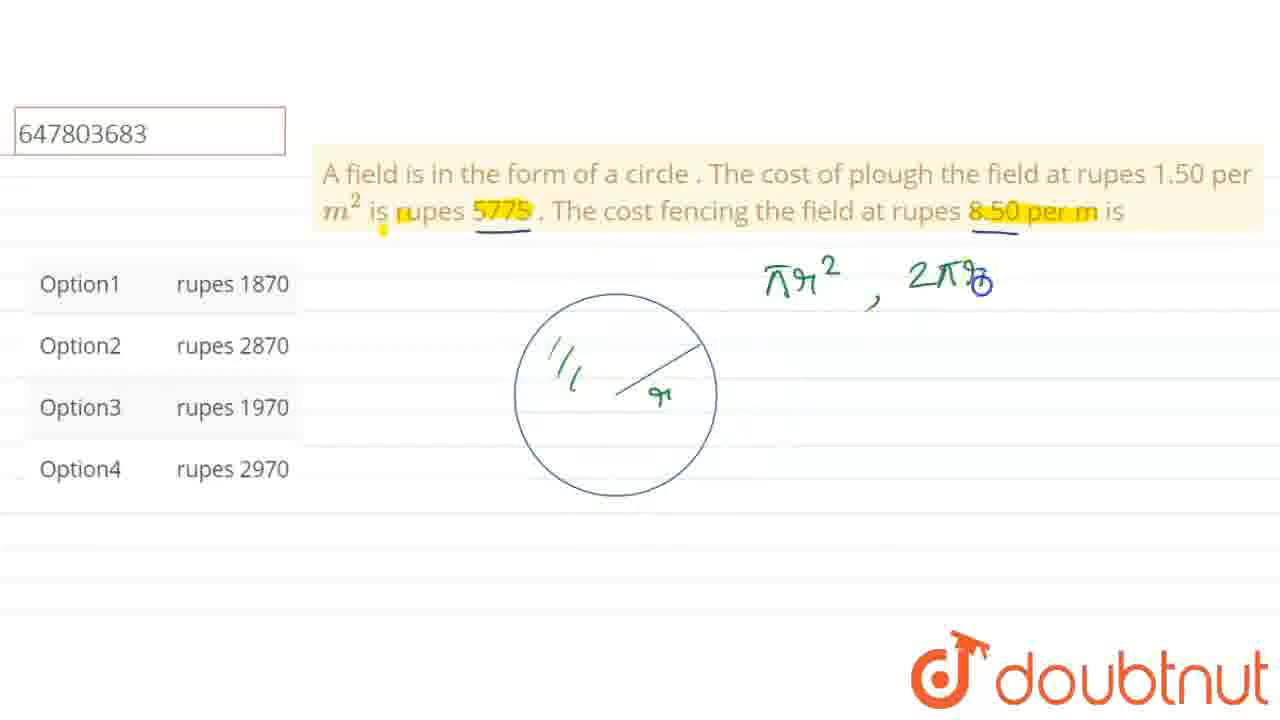 647803683
A field is in the form of a circle . The cost of plough the field at rupes 1.50 per
m² is rupes 5775 . The cost fencing the field at rupes 8.50 per m is
Option1 rupes 1870
Option2 rupes 2870
Option3 rupes 1970
Option4 rupes 2970
πr² , 2πr
r
doubtnut